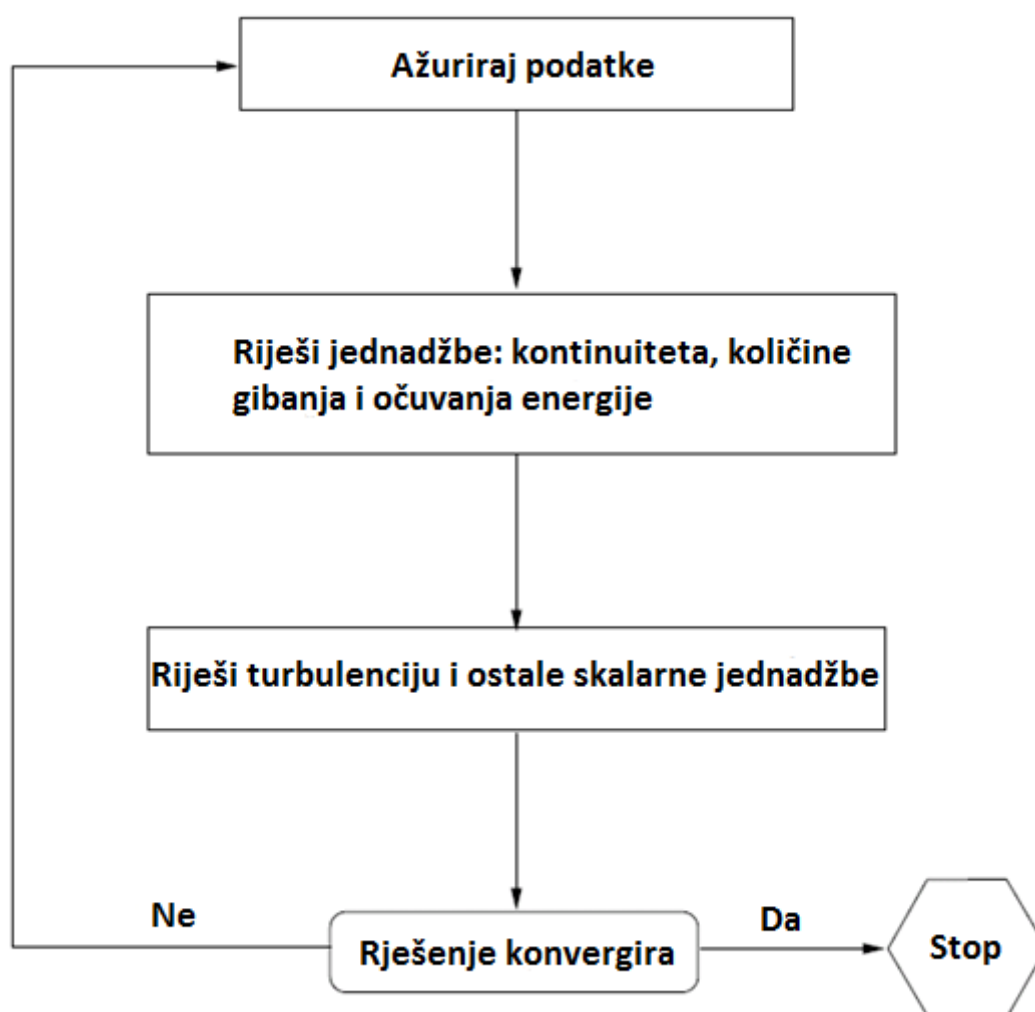 Ažuriraj podatke
Riješi jednadžbe: kontinuiteta, količine
gibanja i očuvanja energije
Riješi turbulenciju i ostale skalarne jednadžbe
Ne
Rješenje konvergira
Da
Stop